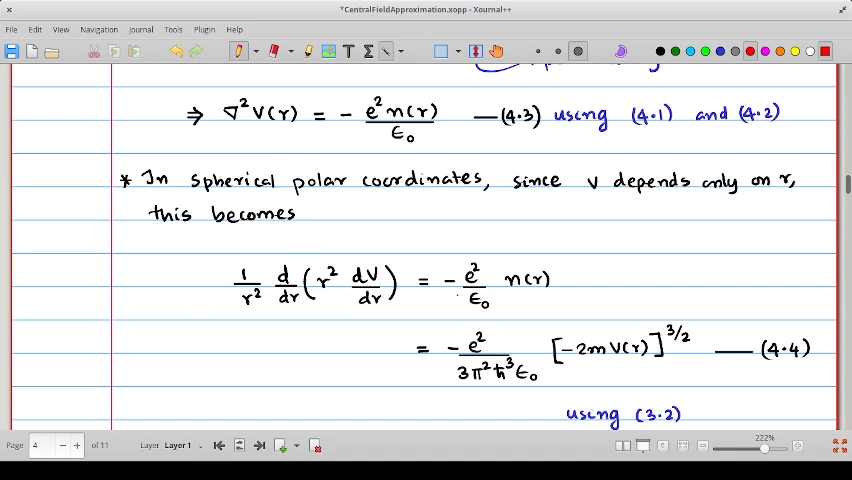 *CentralFieldApproximation.xopp - Xournal++
File Edit View Navigation Journal Tools Plugin Help
⇒ ∇²V(r) = - e² n(r) / ε₀ —(4.3) using (4.1) and (4.2)
* In spherical polar coordinates, since V depends only on r,
this becomes
1/r² d/dr (r² dV/dr) = - e²/ε₀ n(r)
= - e² / 3π²ħ³ε₀ [-2mV(r)]^3/2 — (4.4)
using (3.2)
Page 4 of 11 Layer Layer 1 222%